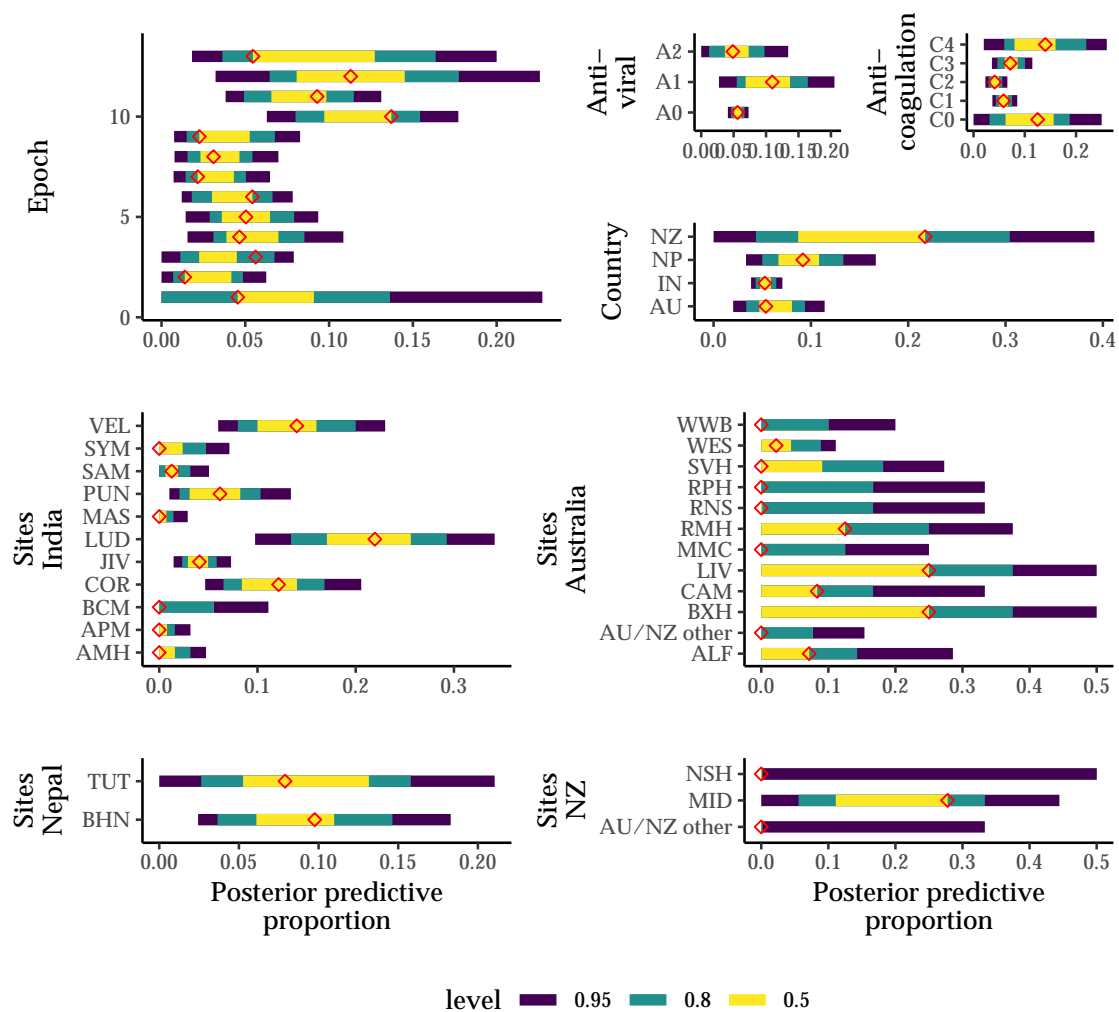 Epoch
10
5
0
0.00 0.05 0.10 0.15 0.20
Anti−
viral
A2
A1
A0
0.00 0.05 0.10 0.15 0.20
Anti−
coagulation
C4
C3
C2
C1
C0
0.0 0.1 0.2
Country
NZ
NP
IN
AU
0.0 0.1 0.2 0.3 0.4
Sites
India
VEL
SYM
SAM
PUN
MAS
LUD
JIV
COR
BCM
APM
AMH
0.0 0.1 0.2 0.3
Sites
Australia
WWB
WES
SVH
RPH
RNS
RMH
MMC
LIV
CAM
BXH
AU/NZ other
ALF
0.0 0.1 0.2 0.3 0.4 0.5
Sites
Nepal
TUT
BHN
0.00 0.05 0.10 0.15 0.20
Posterior predictive
proportion
Sites
NZ
NSH
MID
AU/NZ other
0.0 0.1 0.2 0.3 0.4 0.5
Posterior predictive
proportion
level 0.95 0.8 0.5